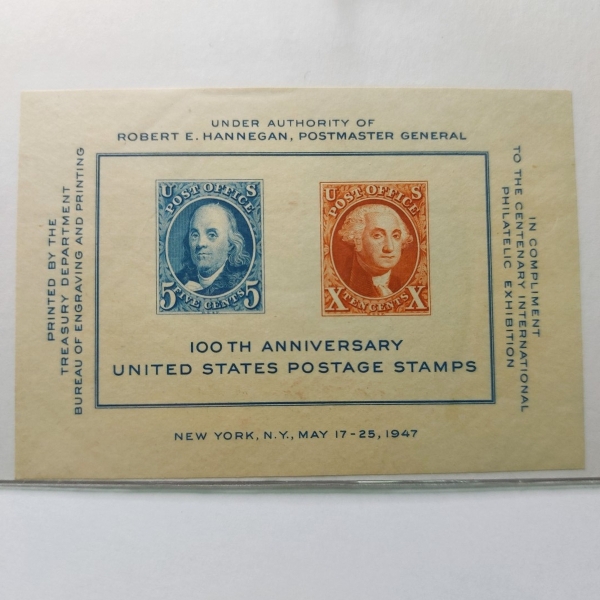 UNDER AUTHORITY OF
ROBERT E. HANNEGAN, POSTMASTER GENERAL
PRINTED BY THE
TREASURY DEPARTMENT
BUREAU OF ENGRAVING AND PRINTING
U S
POST OFFICE
5 FIVE CENTS 5
U S
POST OFFICE
X TEN CENTS X
100TH ANNIVERSARY
UNITED STATES POSTAGE STAMPS
IN COMPLIMENT
TO THE CENTENARY INTERNATIONAL
PHILATELIC EXHIBITION
NEW YORK, N.Y., MAY 17-25, 1947